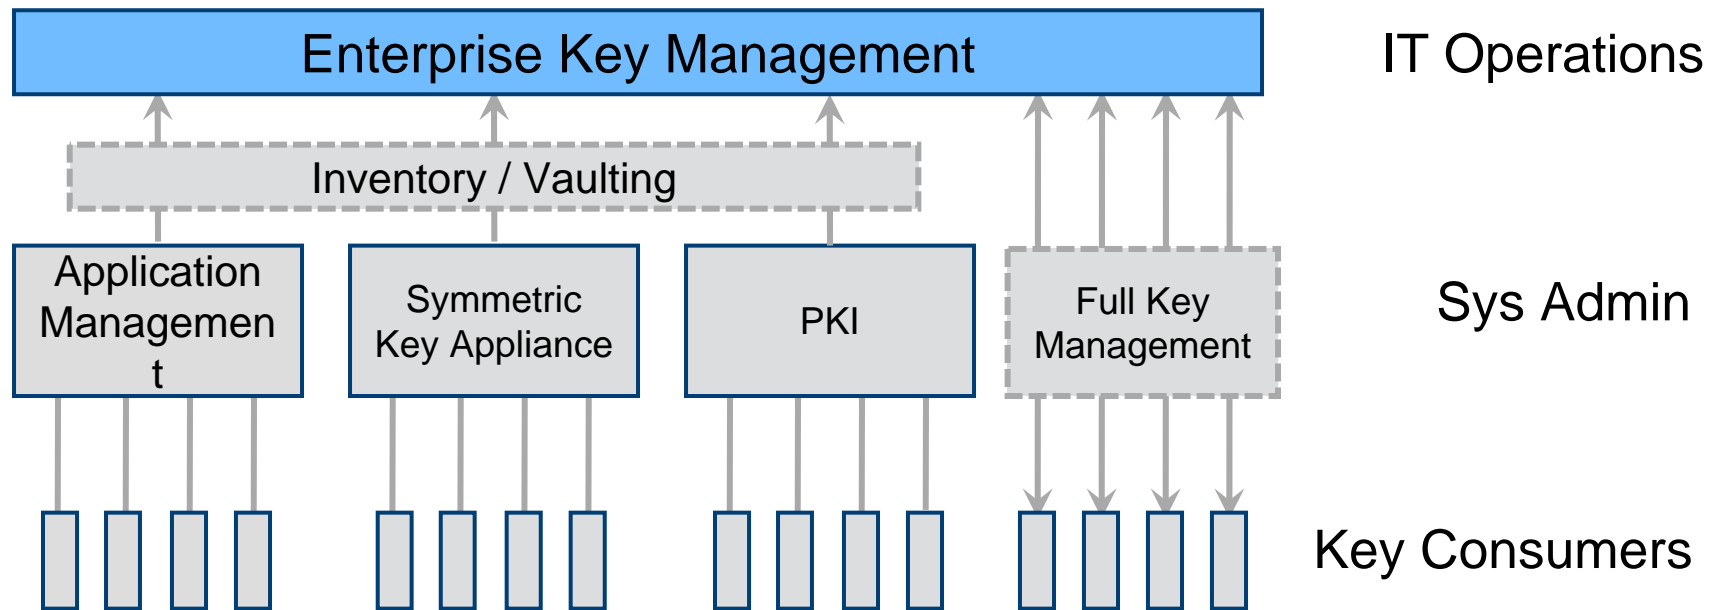 Enterprise Key Management
IT Operations
Inventory / Vaulting
Application
Managemen
t
Symmetric
Key Appliance
PKI
Full Key
Management
Sys Admin
Key Consumers